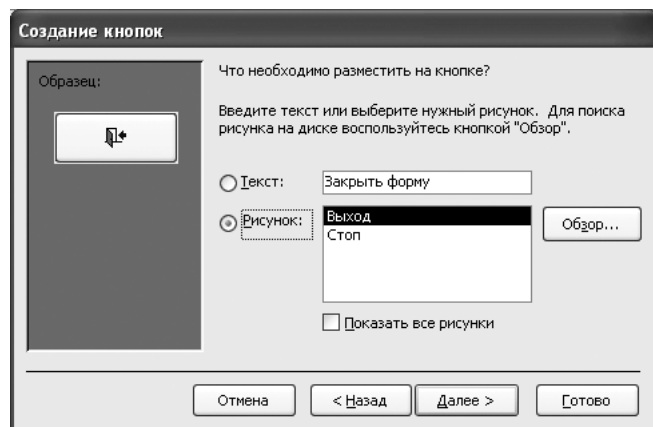 Создание кнопок
Образец:
Что необходимо разместить на кнопке?
Введите текст или выберите нужный рисунок. Для поиска
рисунка на диске воспользуйтесь кнопкой "Обзор".
Текст: Закрыть форму
Рисунок: Выход
Стоп
Обзор...
Показать все рисунки
Отмена < Назад Далее > Готово